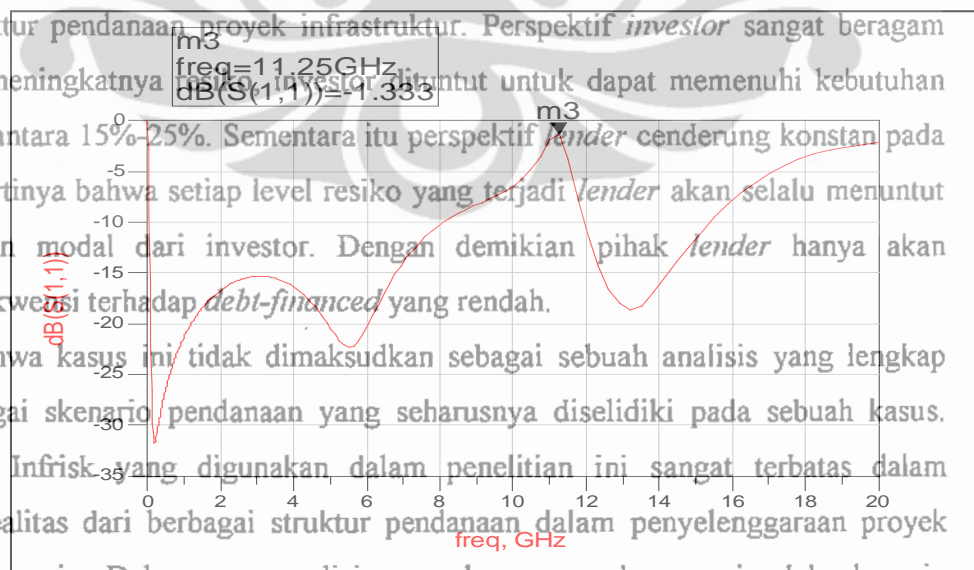 tur pendanaan proyek infrastruktur. Perspektif investor sangat beragam
m3
freq=11.25GHz
dB(S(1,1))=-1.333
meningkatnya resiko, investor dituntut untuk dapat memenuhi kebutuhan
m3
antara 15%-25%. Sementara itu perspektif lender cenderung konstan pada
rtinya bahwa setiap level resiko yang terjadi lender akan selalu menuntut
n modal dari investor. Dengan demikian pihak lender hanya akan
terhadap debt-financed yang rendah.
hwa kasus ini tidak dimaksudkan sebagai sebuah analisis yang lengkap
gai skenario pendanaan yang seharusnya diselidiki pada sebuah kasus.
Infrisk yang digunakan dalam penelitian ini sangat terbatas dalam
ealitas dari berbagai struktur pendanaan dalam penyelenggaraan proyek
0
-5
-10
-15
-20
-25
-30
-35
dB(S(1,1))
0 2 4 6 8 10 12 14 16 18 20
freq, GHz